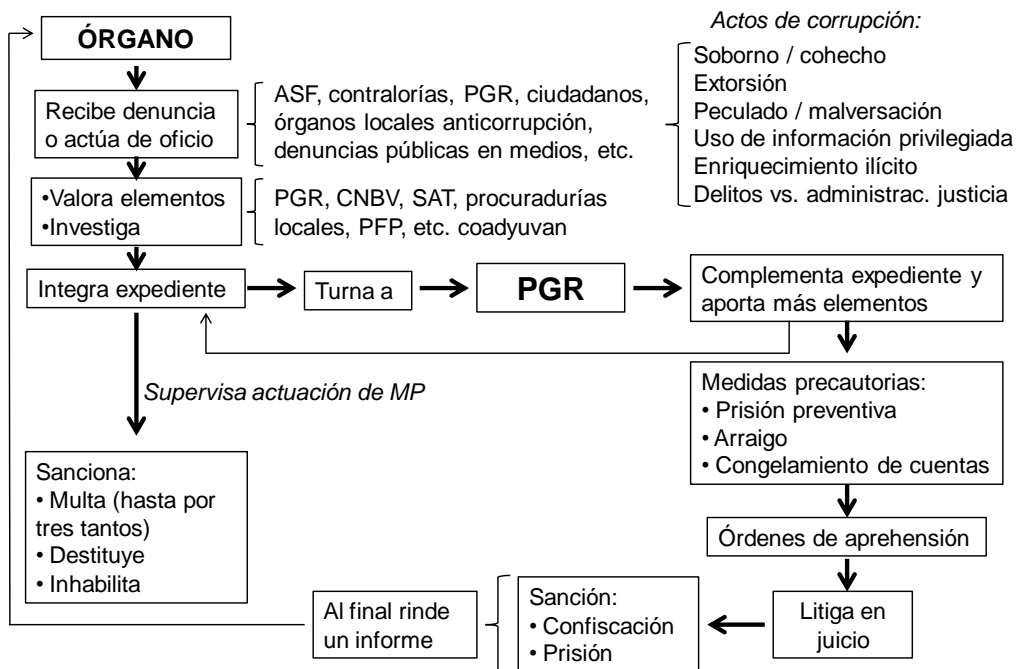 ÓRGANO
Recibe denuncia
o actúa de oficio
ASF, contralorías, PGR, ciudadanos,
órganos locales anticorrupción,
denuncias públicas en medios, etc.
Actos de corrupción:
Soborno / cohecho
Extorsión
Peculado / malversación
Uso de información privilegiada
Enriquecimiento ilícito
Delitos vs. administrac. justicia
•Valora elementos
•Investiga
PGR, CNBV, SAT, procuradurías
locales, PFP, etc. coadyuvan
Integra expediente
Turna a
PGR
Complementa expediente y
aporta más elementos
Supervisa actuación de MP
Medidas precautorias:
• Prisión preventiva
• Arraigo
• Congelamiento de cuentas
Sanciona:
• Multa (hasta por
tres tantos)
• Destituye
• Inhabilita
Órdenes de aprehensión
Litiga en
juicio
Sanción:
• Confiscación
• Prisión
Al final rinde
un informe